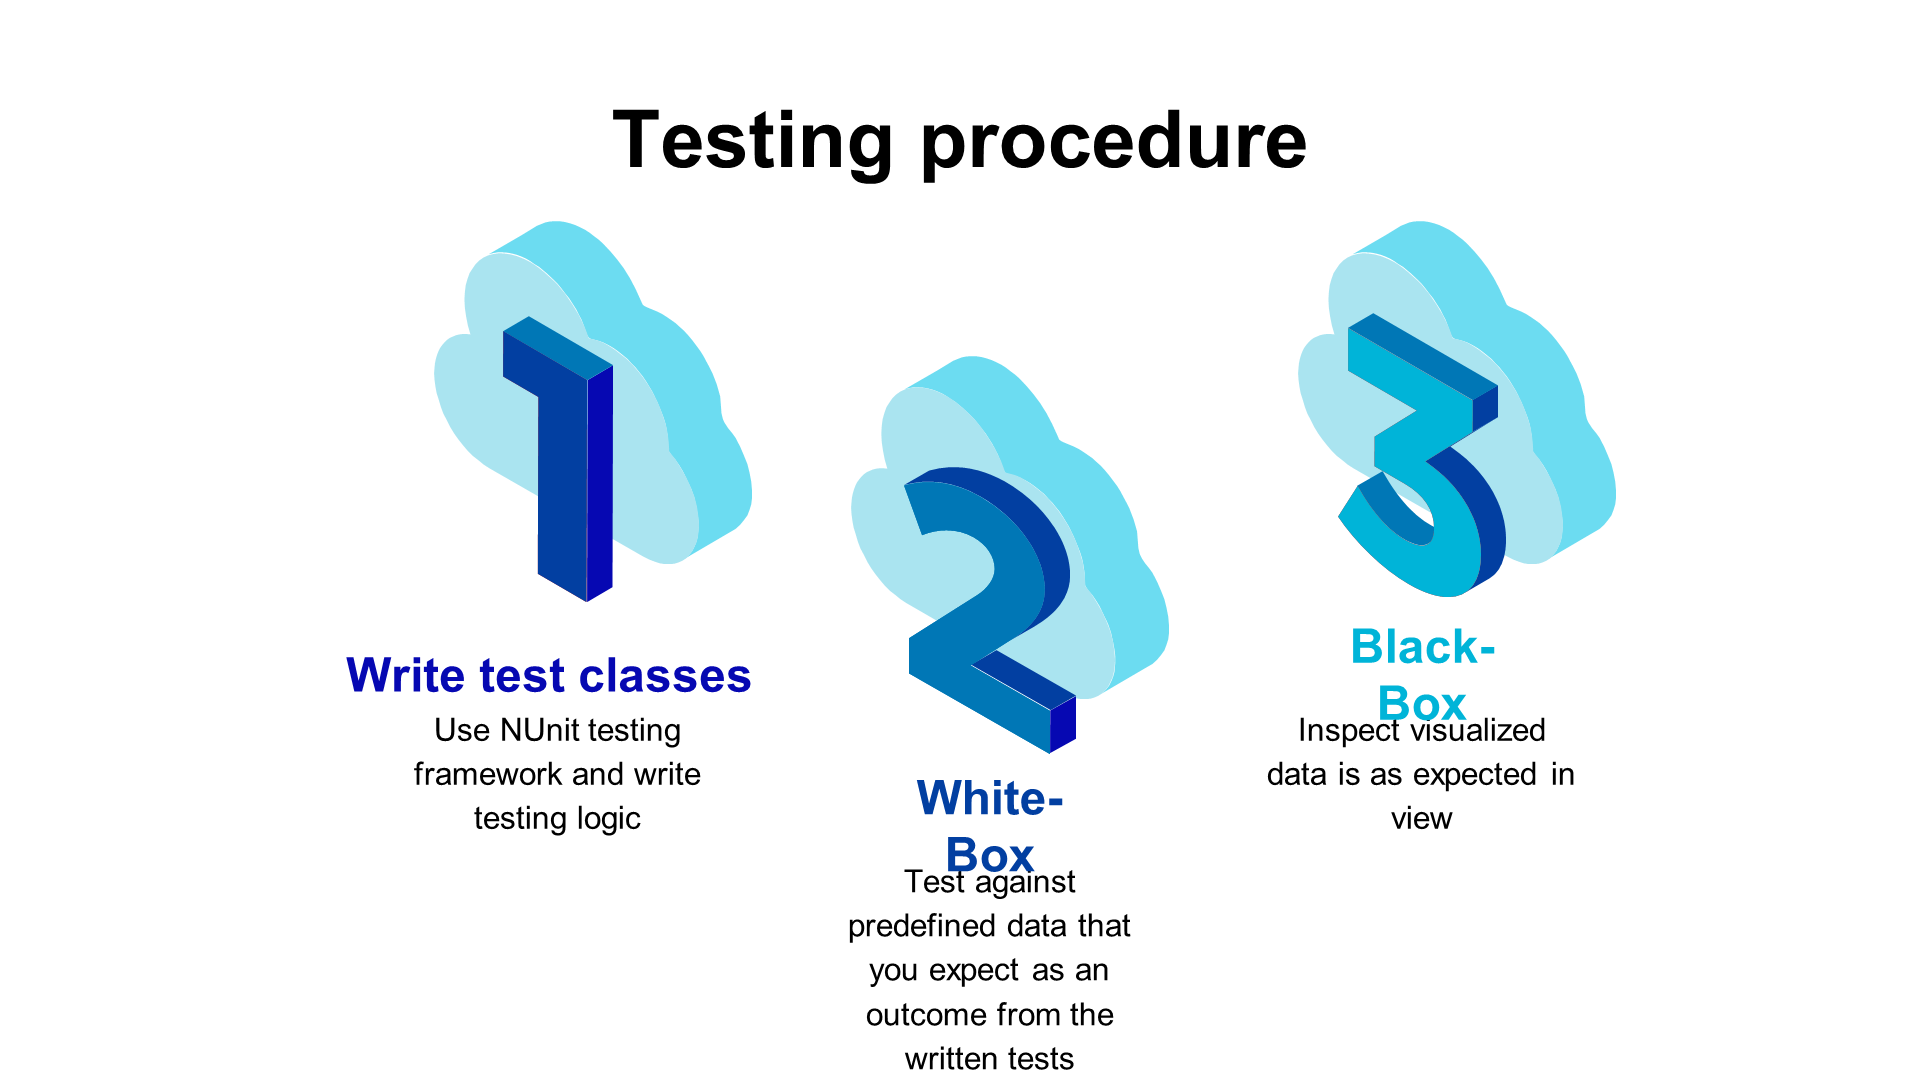 Testing procedure
1
Write test classes
Use NUnit testing
framework and write
testing logic
2
White-
Box
Test against
predefined data that
you expect as an
outcome from the
written tests
3
Black-
Box
Inspect visualized
data is as expected in
view